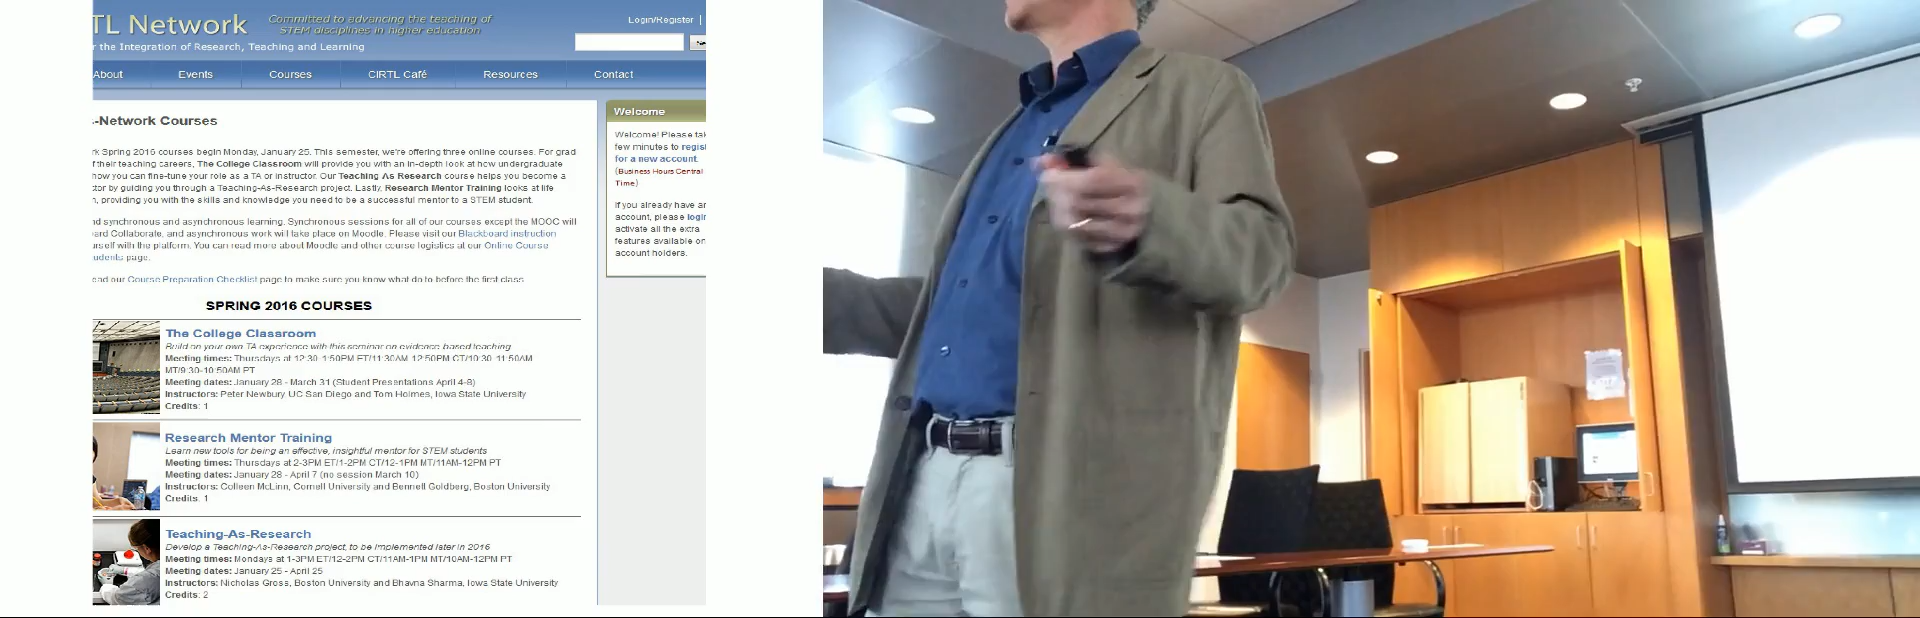 TL Network
Committed to advancing the teaching of
STEM disciplines in higher education
Login/Register |
r the Integration of Research, Teaching and Learning
About Events Courses CIRTL Café Resources Contact
-Network Courses
rk Spring 2016 courses begin Monday, January 25. This semester, we're offering three online courses. For grad
f their teaching careers, The College Classroom will provide you with an in-depth look at how undergraduate
how you can fine-tune your role as a TA or instructor. Our Teaching As Research course helps you become a
tor by guiding you through a Teaching-As-Research project. Lastly, Research Mentor Training looks at life
n, providing you with the skills and knowledge you need to be a successful mentor to a STEM student.
nd synchronous and asynchronous learning. Synchronous sessions for all of our courses except the MOOC will
ard Collaborate, and asynchronous work will take place on Moodle. Please visit our Blackboard instruction
urself with the platform. You can read more about Moodle and other course logistics at our Online Course
udents page.
ead our Course Preparation Checklist page to make sure you know what do to before the first class.
SPRING 2016 COURSES
The College Classroom
Build on your own TA experience with this seminar on evidence-based teaching
Meeting times: Thursdays at 12:30-1:50PM ET/11:30AM-12:50PM CT/10:30-11:50AM
MT/9:30-10:50AM PT
Meeting dates: January 28 - March 31 (Student Presentations April 4-8)
Instructors: Peter Newbury, UC San Diego and Tom Holmes, Iowa State University
Credits: 1
Research Mentor Training
Learn new tools for being an effective, insightful mentor for STEM students
Meeting times: Thursdays at 2-3PM ET/1-2PM CT/12-1PM MT/11AM-12PM PT
Meeting dates: January 28 - April 7 (no session March 10)
Instructors: Colleen McLinn, Cornell University and Bennett Goldberg, Boston University
Credits: 1
Teaching-As-Research
Develop a Teaching-As-Research project, to be implemented later in 2016
Meeting times: Mondays at 1-3PM ET/12-2PM CT/11AM-1PM MT/10AM-12PM PT
Meeting dates: January 25 - April 25
Instructors: Nicholas Gross, Boston University and Bhavna Sharma, Iowa State University
Credits: 2
Welcome
Welcome! Please tak
few minutes to regist
for a new account.
(Business Hours Central
Time)
If you already have an
account, please login
activate all the extra
features available on
account holders.